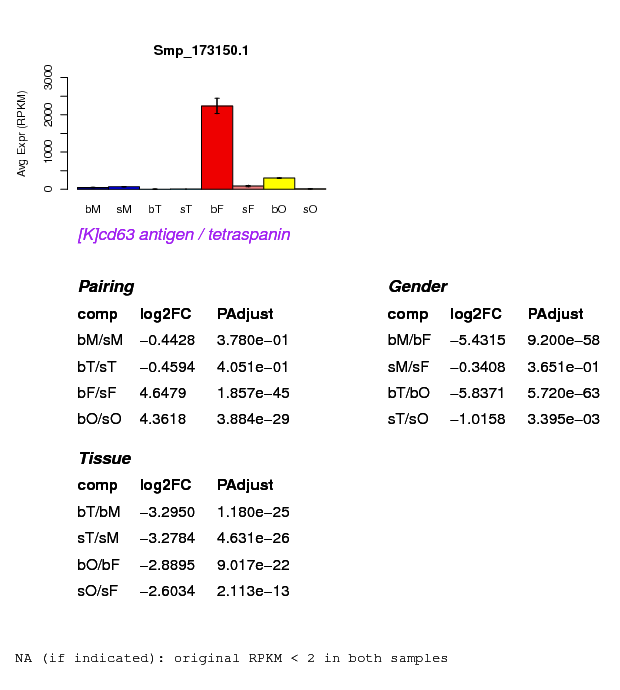 Smp_173150.1
Avg Expr (RPKM)
3000
2000
1000
0
bM sM bT sT bF sF bO sO
[K]cd63 antigen / tetraspanin
Pairing
comp log2FC PAdjust
bM/sM −0.4428 3.780e−01
bT/sT −0.4594 4.051e−01
bF/sF 4.6479 1.857e−45
bO/sO 4.3618 3.884e−29
Gender
comp log2FC PAdjust
bM/bF −5.4315 9.200e−58
sM/sF −0.3408 3.651e−01
bT/bO −5.8371 5.720e−63
sT/sO −1.0158 3.395e−03
Tissue
comp log2FC PAdjust
bT/bM −3.2950 1.180e−25
sT/sM −3.2784 4.631e−26
bO/bF −2.8895 9.017e−22
sO/sF −2.6034 2.113e−13
NA (if indicated): original RPKM < 2 in both samples